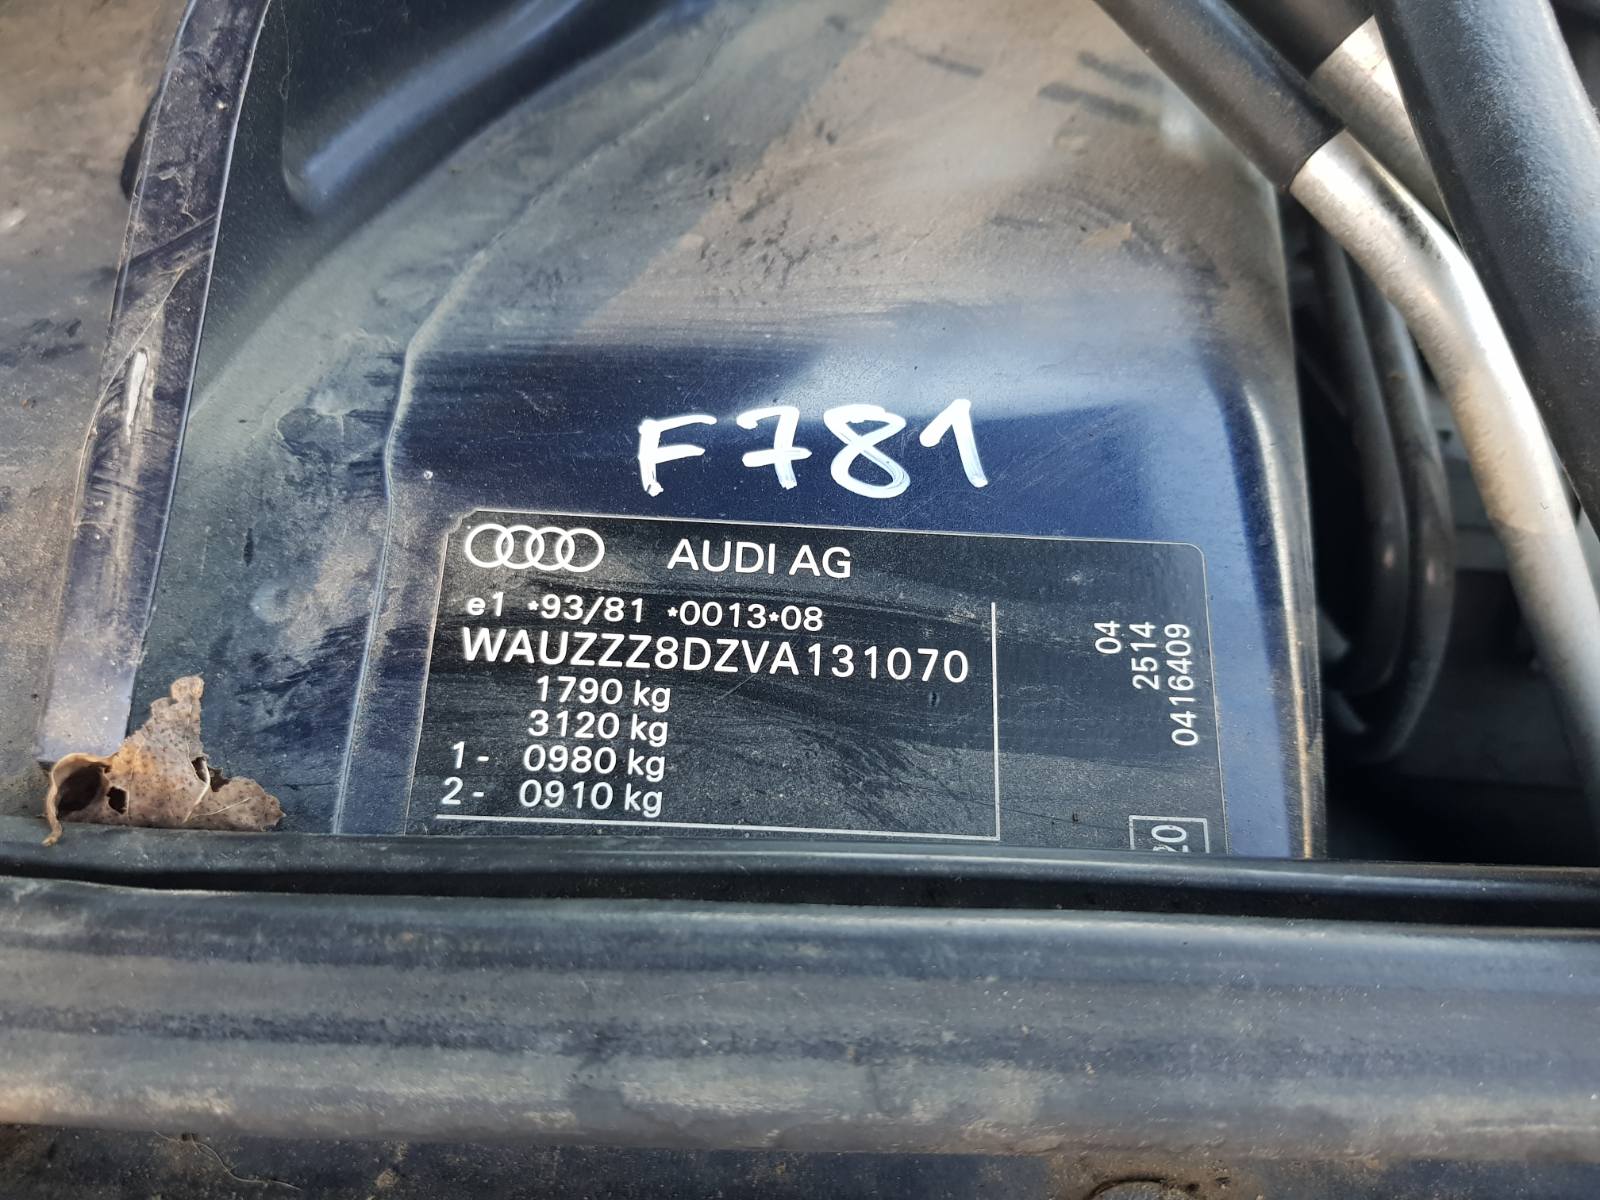 F781
AUDI AG
e1 *93/81 *0013*08
WAUZZZ8DZVA131070
1790 kg
3120 kg
1- 0980 kg
2- 0910 kg
04
2514
0416409